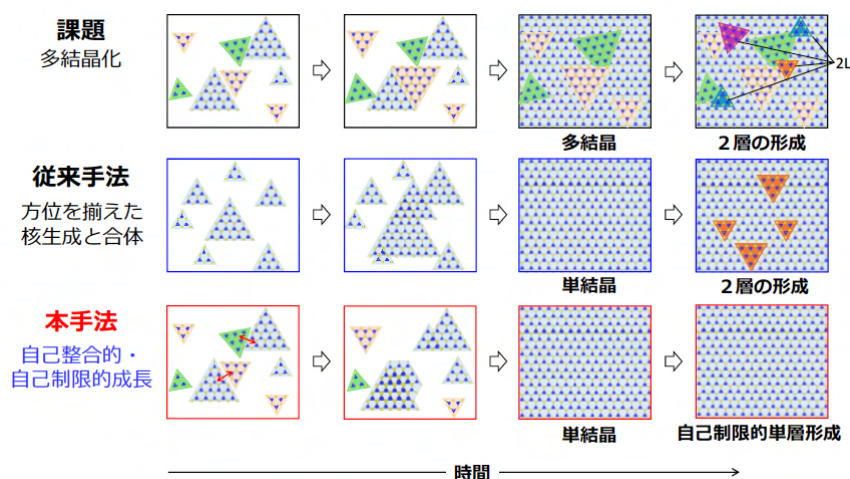 課題
多結晶化
2L
多結晶
２層の形成
従来手法
方位を揃えた
核生成と合体
単結晶
２層の形成
本手法
自己整合的・
自己制限的成長
単結晶
自己制限的単層形成
時間